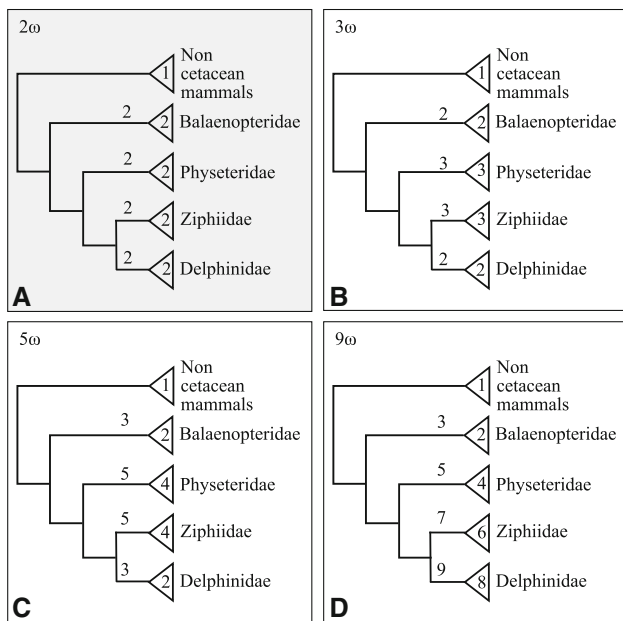 2ω
Non
cetacean
mammals
1
2
2
Balaenopteridae
2
2
Physeteridae
2
2
Ziphiidae
2
2
Delphinidae
A
3ω
Non
cetacean
mammals
1
2
2
Balaenopteridae
3
3
Physeteridae
3
3
Ziphiidae
2
2
Delphinidae
B
5ω
Non
cetacean
mammals
1
3
2
Balaenopteridae
5
4
Physeteridae
5
4
Ziphiidae
3
2
Delphinidae
C
9ω
Non
cetacean
mammals
1
3
2
Balaenopteridae
5
4
Physeteridae
7
6
Ziphiidae
9
8
Delphinidae
D